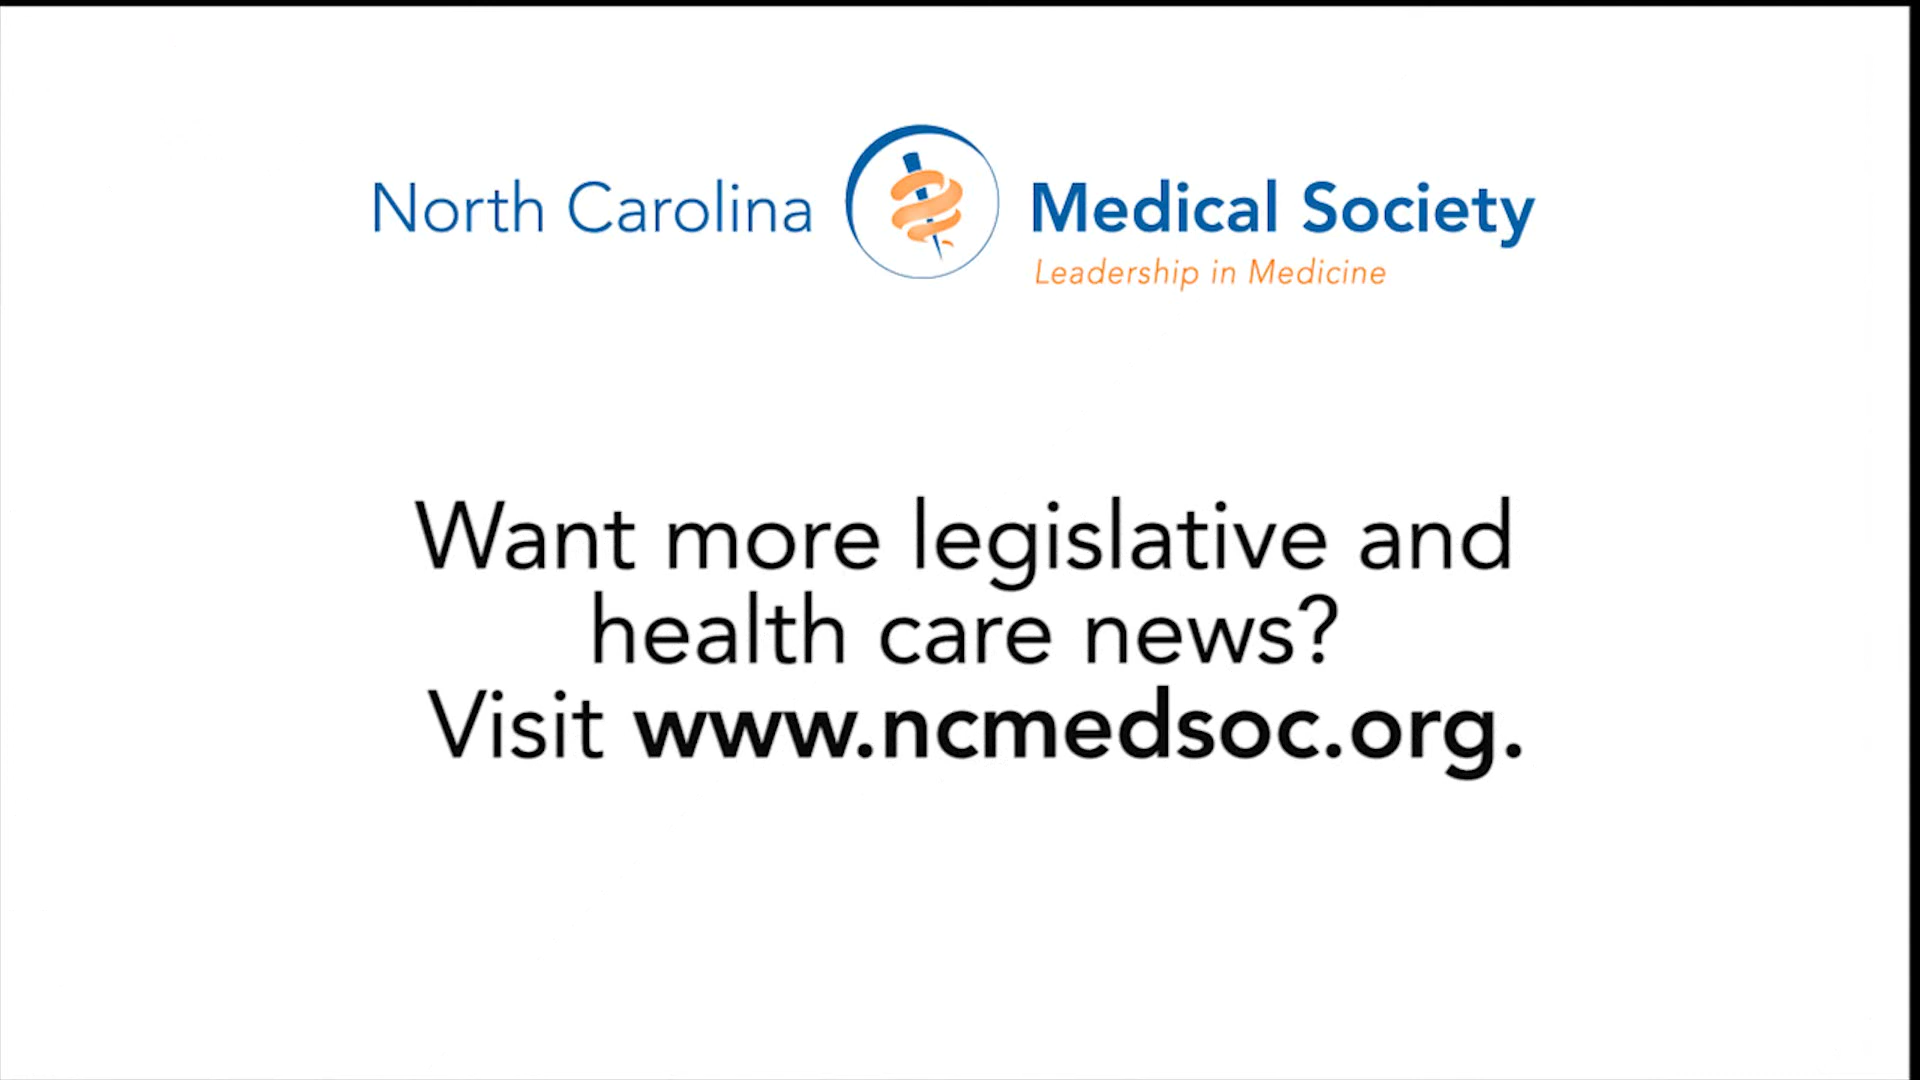 North Carolina Medical Society
Leadership in Medicine
Want more legislative and
health care news?
Visit www.ncmedsoc.org.